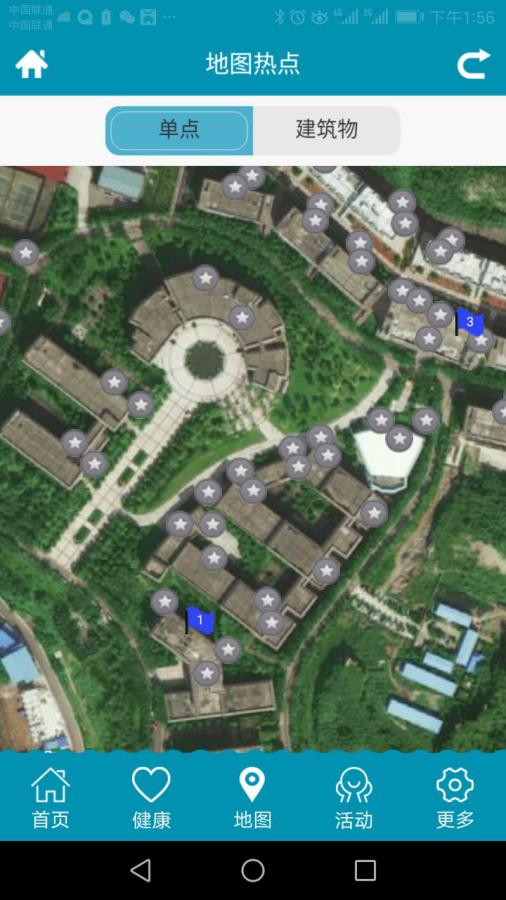 中国联通
中国联通
4G 2G 下午1:56
地图热点
单点 建筑物
3
1
首页 健康 地图 活动 更多